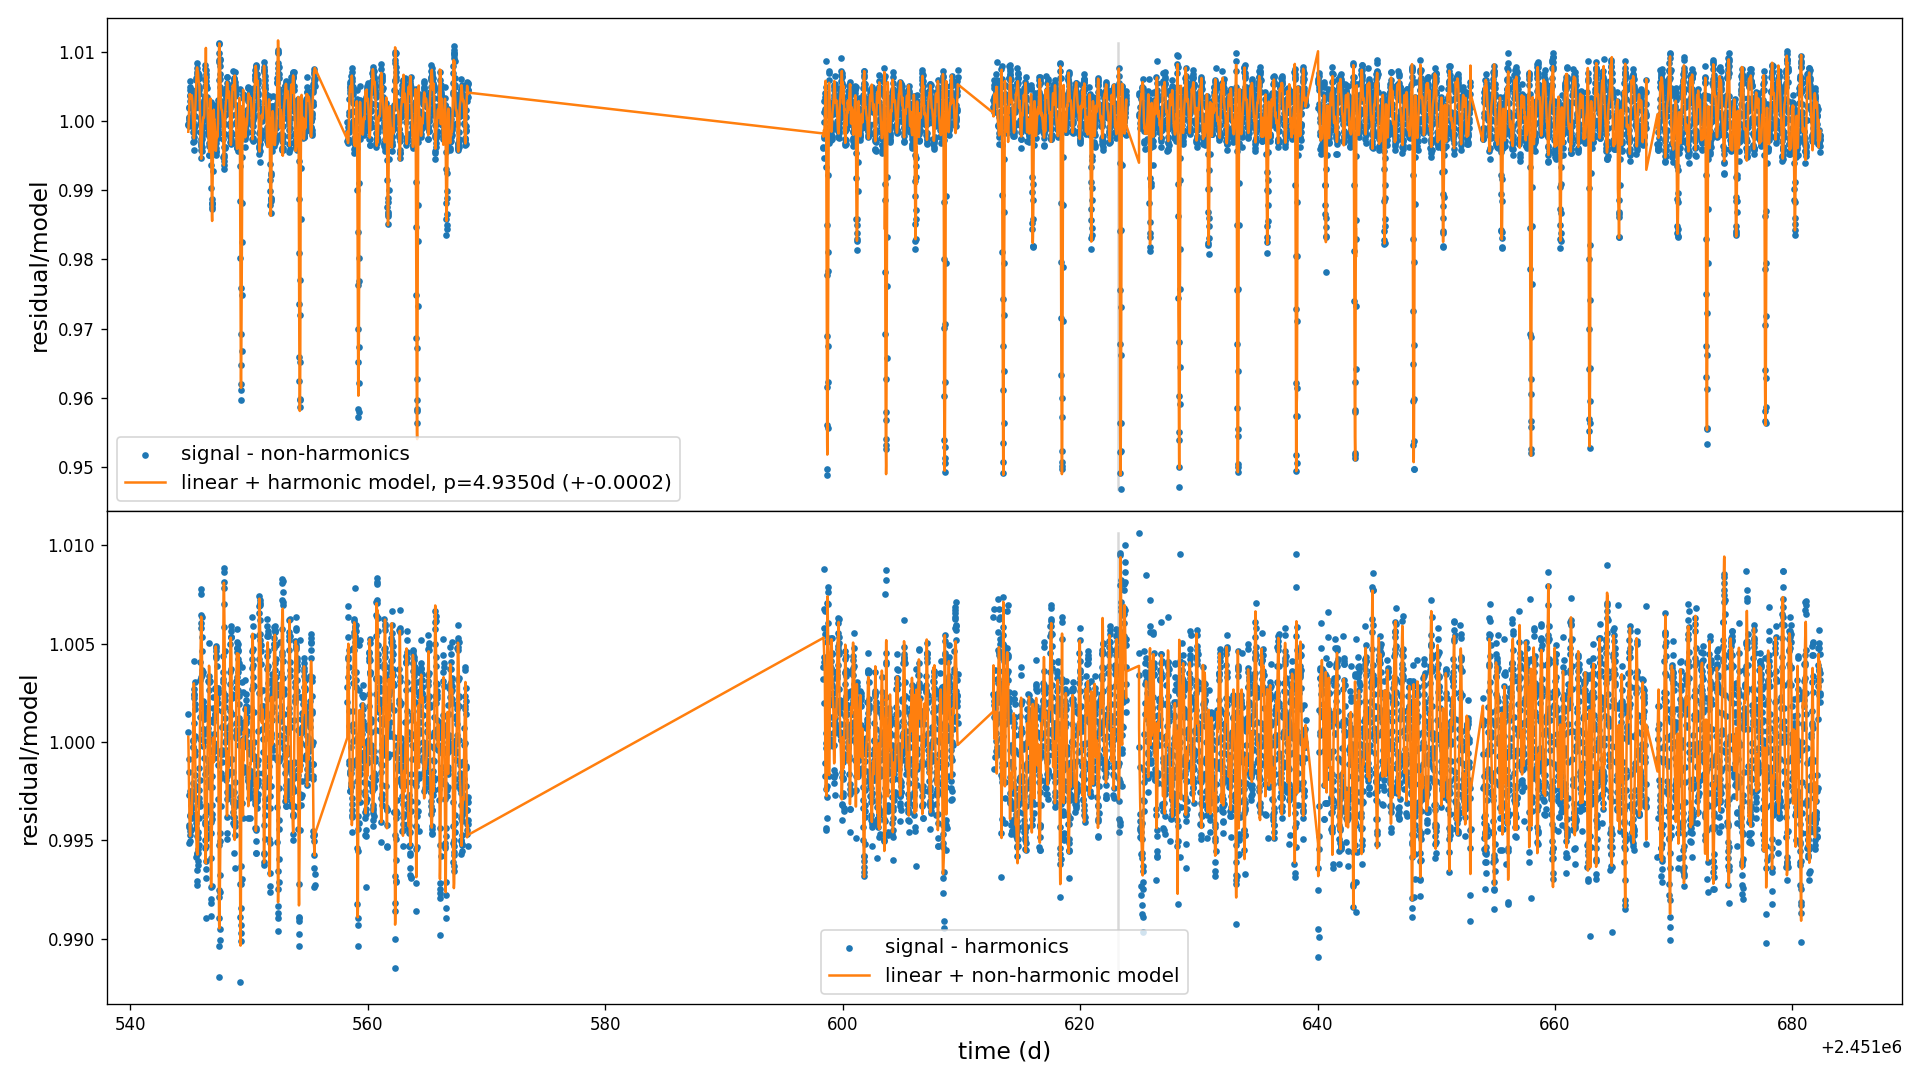 1.01
1.00
0.99
0.98
0.97
0.96
0.95
residual/model
signal - non-harmonics
linear + harmonic model, p=4.9350d (+-0.0002)
1.010
1.005
1.000
0.995
0.990
residual/model
signal - harmonics
linear + non-harmonic model
540 560 580 600 620 640 660 680
time (d)
+2.451e6